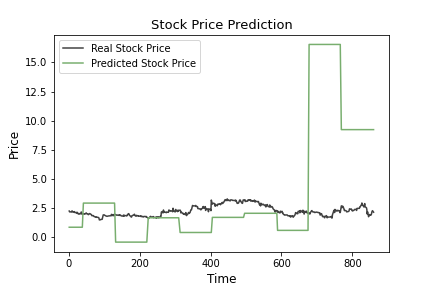 Stock Price Prediction
Real Stock Price
Predicted Stock Price
15.0
12.5
10.0
7.5
5.0
2.5
0.0
Price
0 200 400 600 800
Time